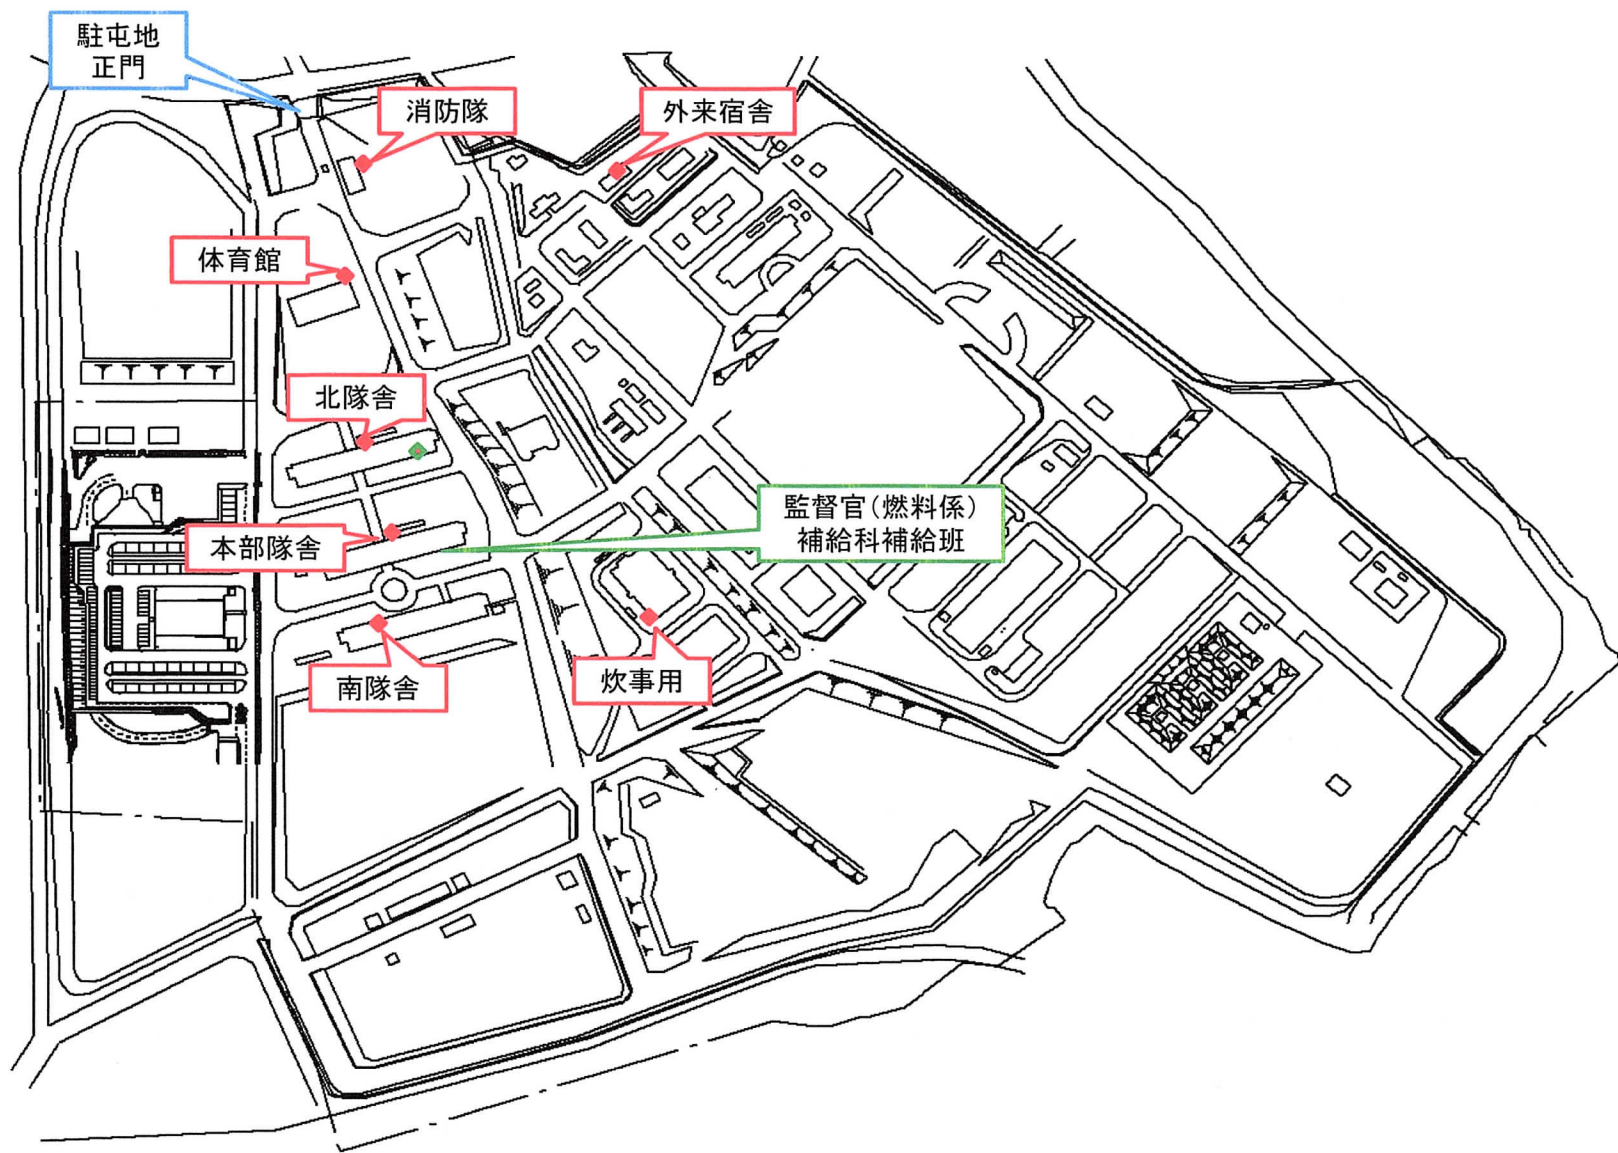 駐屯地
正門
消防隊
外来宿舎
体育館
北隊舎
監督官(燃料係)
補給科補給班
本部隊舎
南隊舎
炊事用